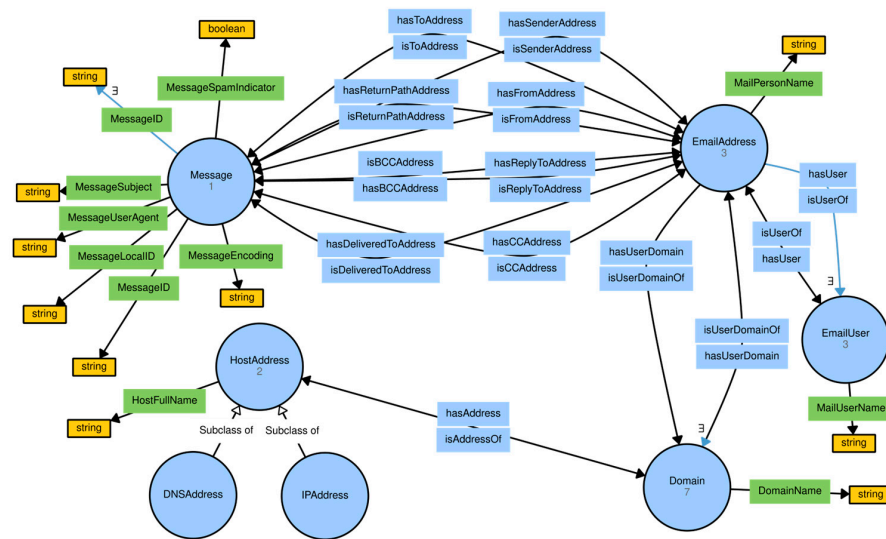 boolean
hasToAddress
isToAddress
hasSenderAddress
isSenderAddress
string
MailPersonName
string
E
MessageID
MessageSpamIndicator
hasReturnPathAddress
isReturnPathAddress
hasFromAddress
isFromAddress
Message
1
EmailAddress
3
isBCCAddress
hasBCCAddress
hasReplyToAddress
isReplyToAddress
hasUser
isUserOf
string
MessageSubject
string
MessageUserAgent
MessageLocalID
MessageID
MessageEncoding
string
string
string
hasDeliveredToAddress
isDeliveredToAddress
hasCCAddress
isCCAddress
hasUserDomain
isUserDomainOf
isUserOf
hasUser
E
EmailUser
3
isUserDomainOf
hasUserDomain
HostAddress
2
HostFullName
string
Subclass of
Subclass of
hasAddress
isAddressOf
MailUserName
string
E
DNSAddress
IPAddress
Domain
7
DomainName
string